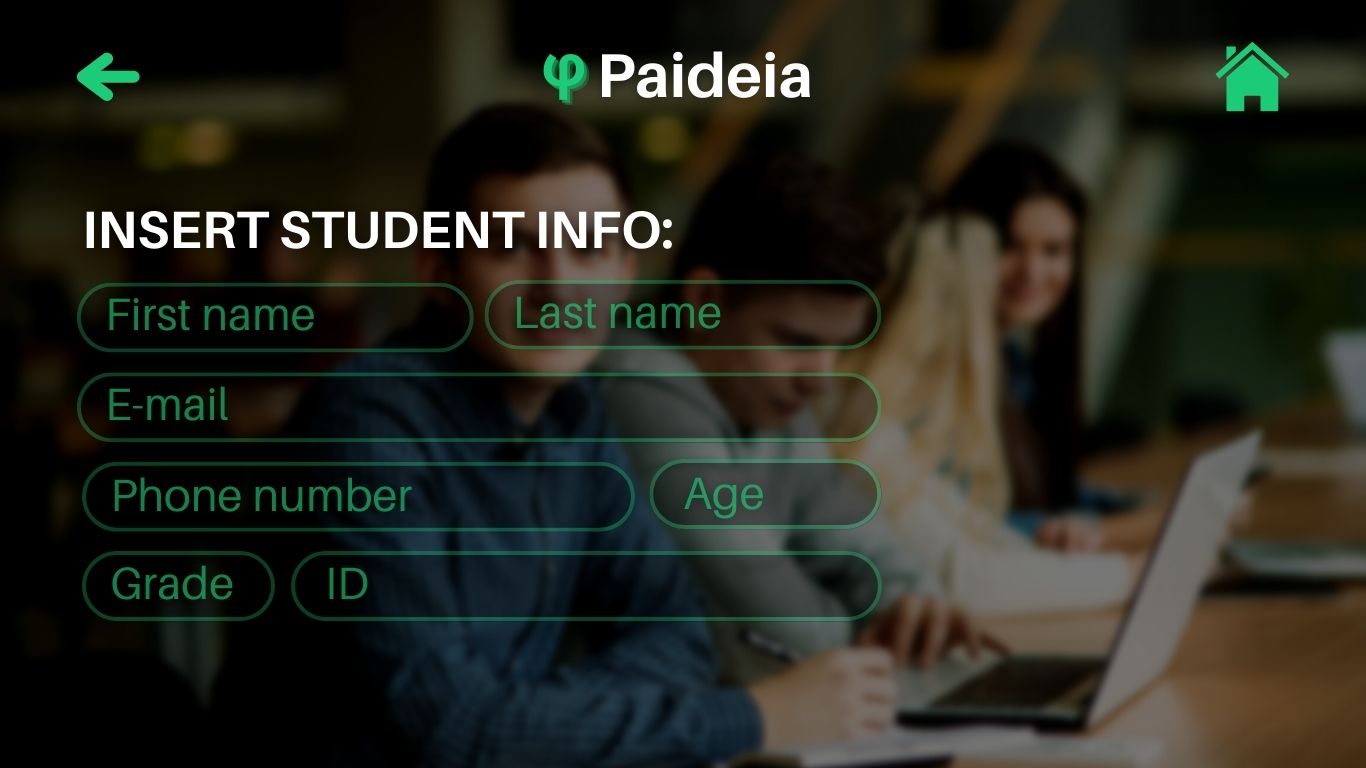 φ Paideia
INSERT STUDENT INFO:
First name Last name
E-mail
Phone number Age
Grade ID